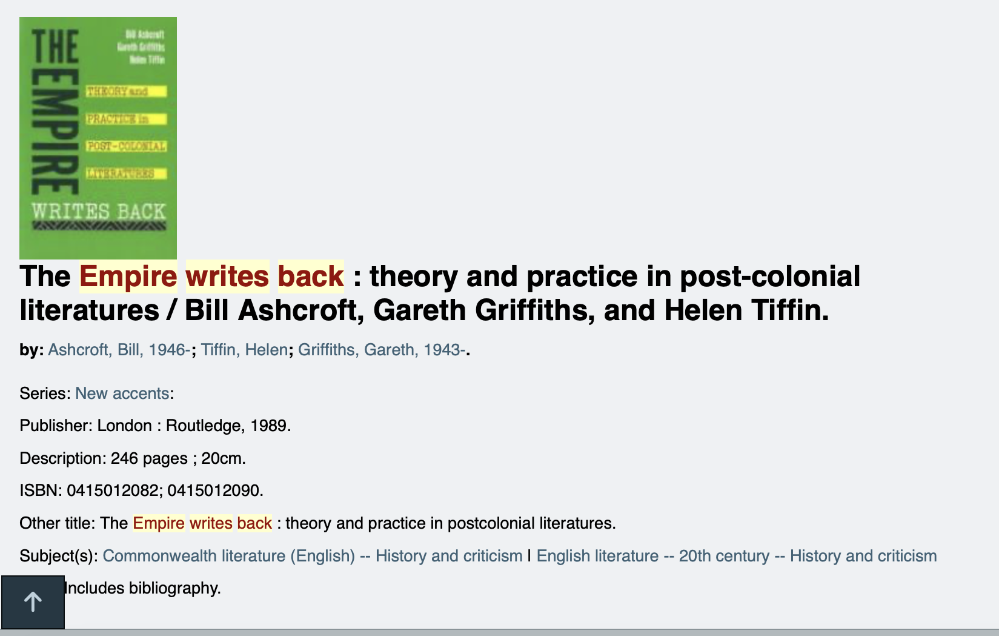 THE EMPIRE
Bill Ashcroft
Gareth Griffiths
Helen Tiffin
THEORY and
PRACTICE in
POST-COLONIAL
LITERATURES
WRITES BACK
The Empire writes back : theory and practice in post-colonial
literatures / Bill Ashcroft, Gareth Griffiths, and Helen Tiffin.
by: Ashcroft, Bill, 1946-; Tiffin, Helen; Griffiths, Gareth, 1943-.
Series: New accents:
Publisher: London : Routledge, 1989.
Description: 246 pages ; 20cm.
ISBN: 0415012082; 0415012090.
Other title: The Empire writes back : theory and practice in postcolonial literatures.
Subject(s): Commonwealth literature (English) -- History and criticism | English literature -- 20th century -- History and criticism
Includes bibliography.